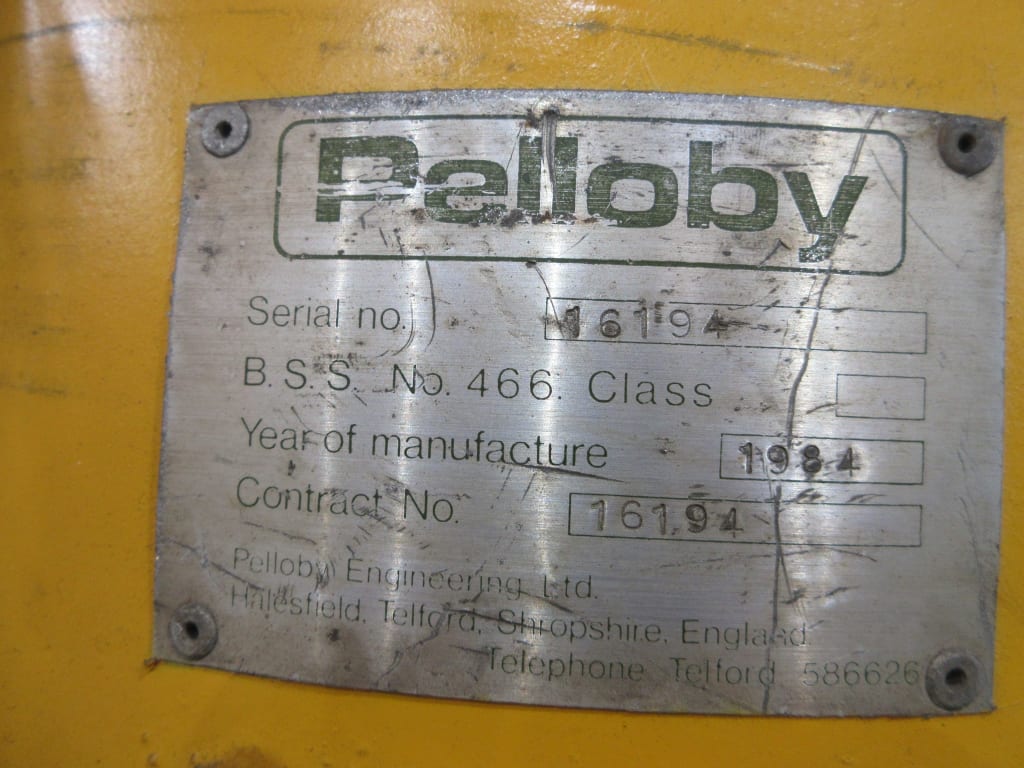 Pelloby
Serial no. 16194
B. S. S. No. 466. Class
Year of manufacture 1984
Contract No. 16194
Pelloby Engineering Ltd.
Halesfield, Telford, Shropshire, England
Telephone Telford 586626